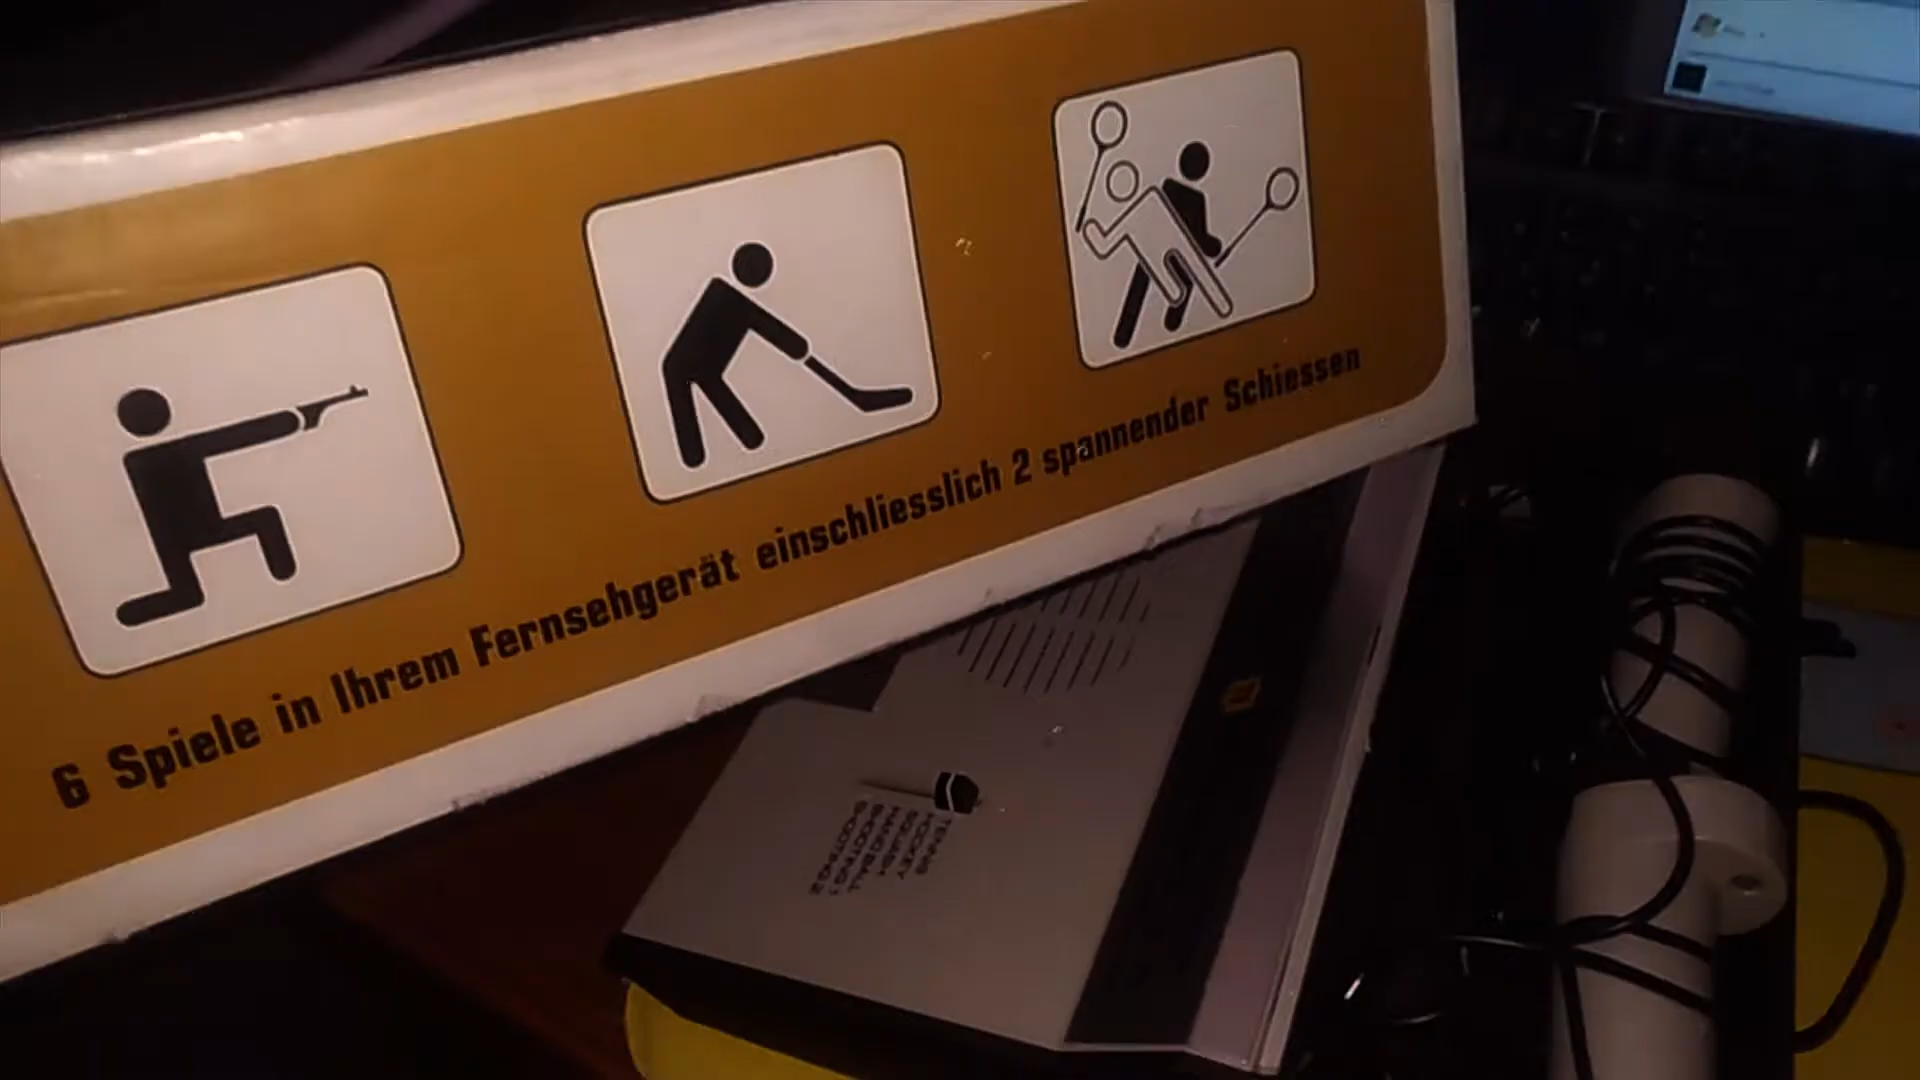 6 Spiele in Ihrem Fernsehgerät einschliesslich 2 spannender Schiessen
TENNIS
HOCKEY
SQUASH
HANDBALL
SHOOTING 1
SHOOTING 2